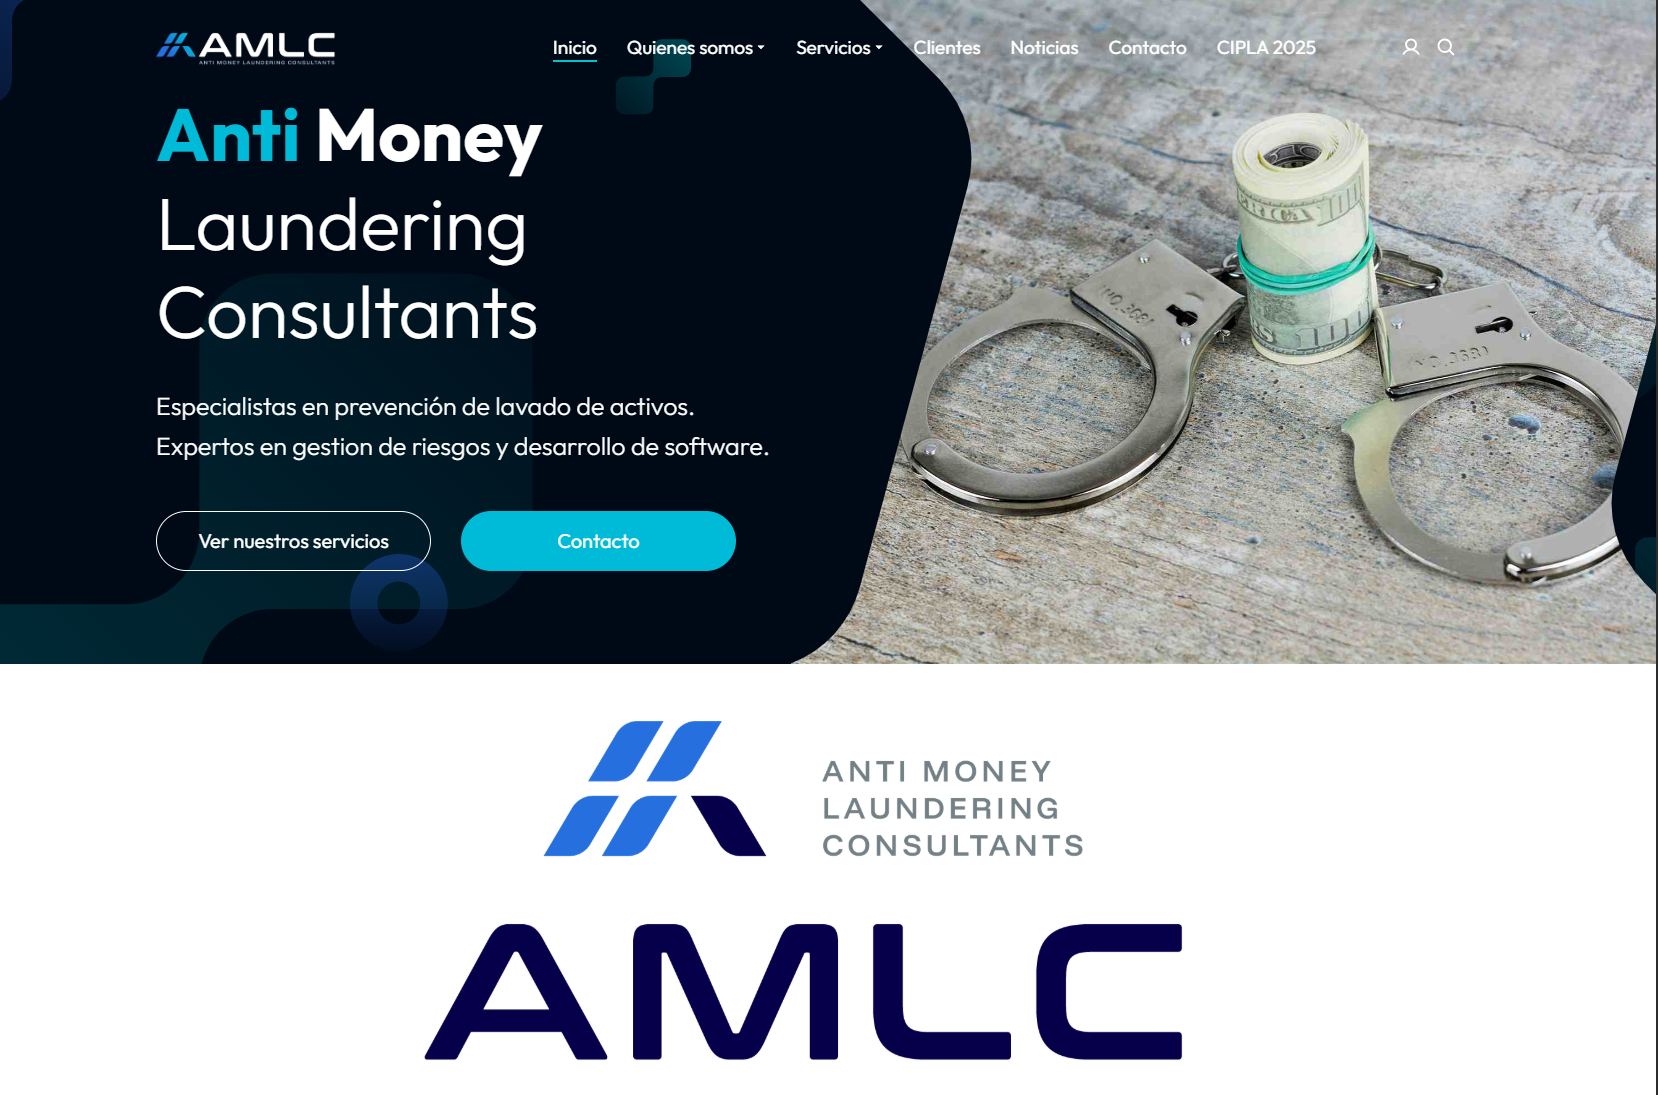 AMLC
ANTI MONEY LAUNDERING CONSULTANTS
Inicio
Quienes somos
Servicios
Clientes
Noticias
Contacto
CIPLA 2025
Anti Money
Laundering
Consultants
Especialistas en prevención de lavado de activos.
Expertos en gestion de riesgos y desarrollo de software.
Ver nuestros servicios
Contacto
ANTI MONEY
LAUNDERING
CONSULTANTS
AMLC